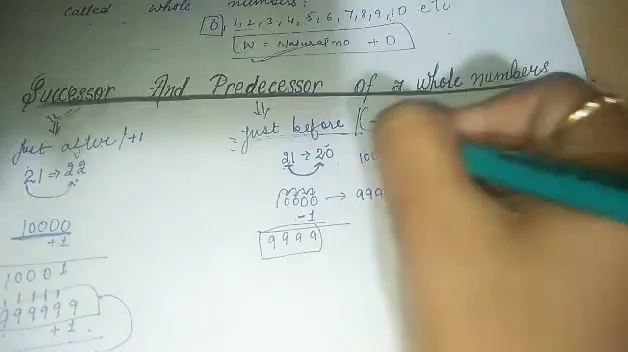 called whole numbers:
0, 1, 2, 3, 4, 5, 6, 7, 8, 9, 10 etc
W = Natural no + 0
Successor And Predecessor of a whole numbers
Just after / +1
21 ⇒ 22
10000
+1
10001
11111
999999
+1
= Just before / (-
21 ⇒ 20
10000 → 999
-1
9999